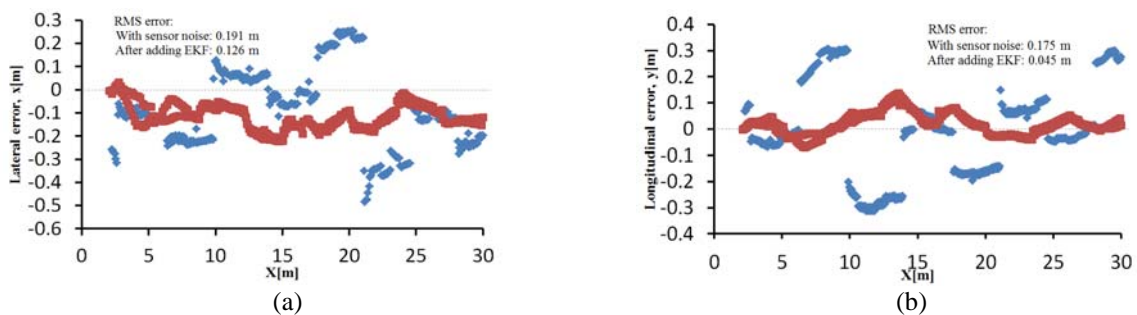 RMS error:
With sensor noise: 0.191 m
After adding EKF: 0.126 m
Lateral error, x[m]
0.3
0.2
0.1
0
-0.1
-0.2
-0.3
-0.4
-0.5
-0.6
0 5 10 15 20 25 30
X[m]
(a)
RMS error:
With sensor noise: 0.175 m
After adding EKF: 0.045 m
Longitudinal error, y[m]
0.4
0.3
0.2
0.1
0
-0.1
-0.2
-0.3
-0.4
0 5 10 15 20 25 30
X[m]
(b)